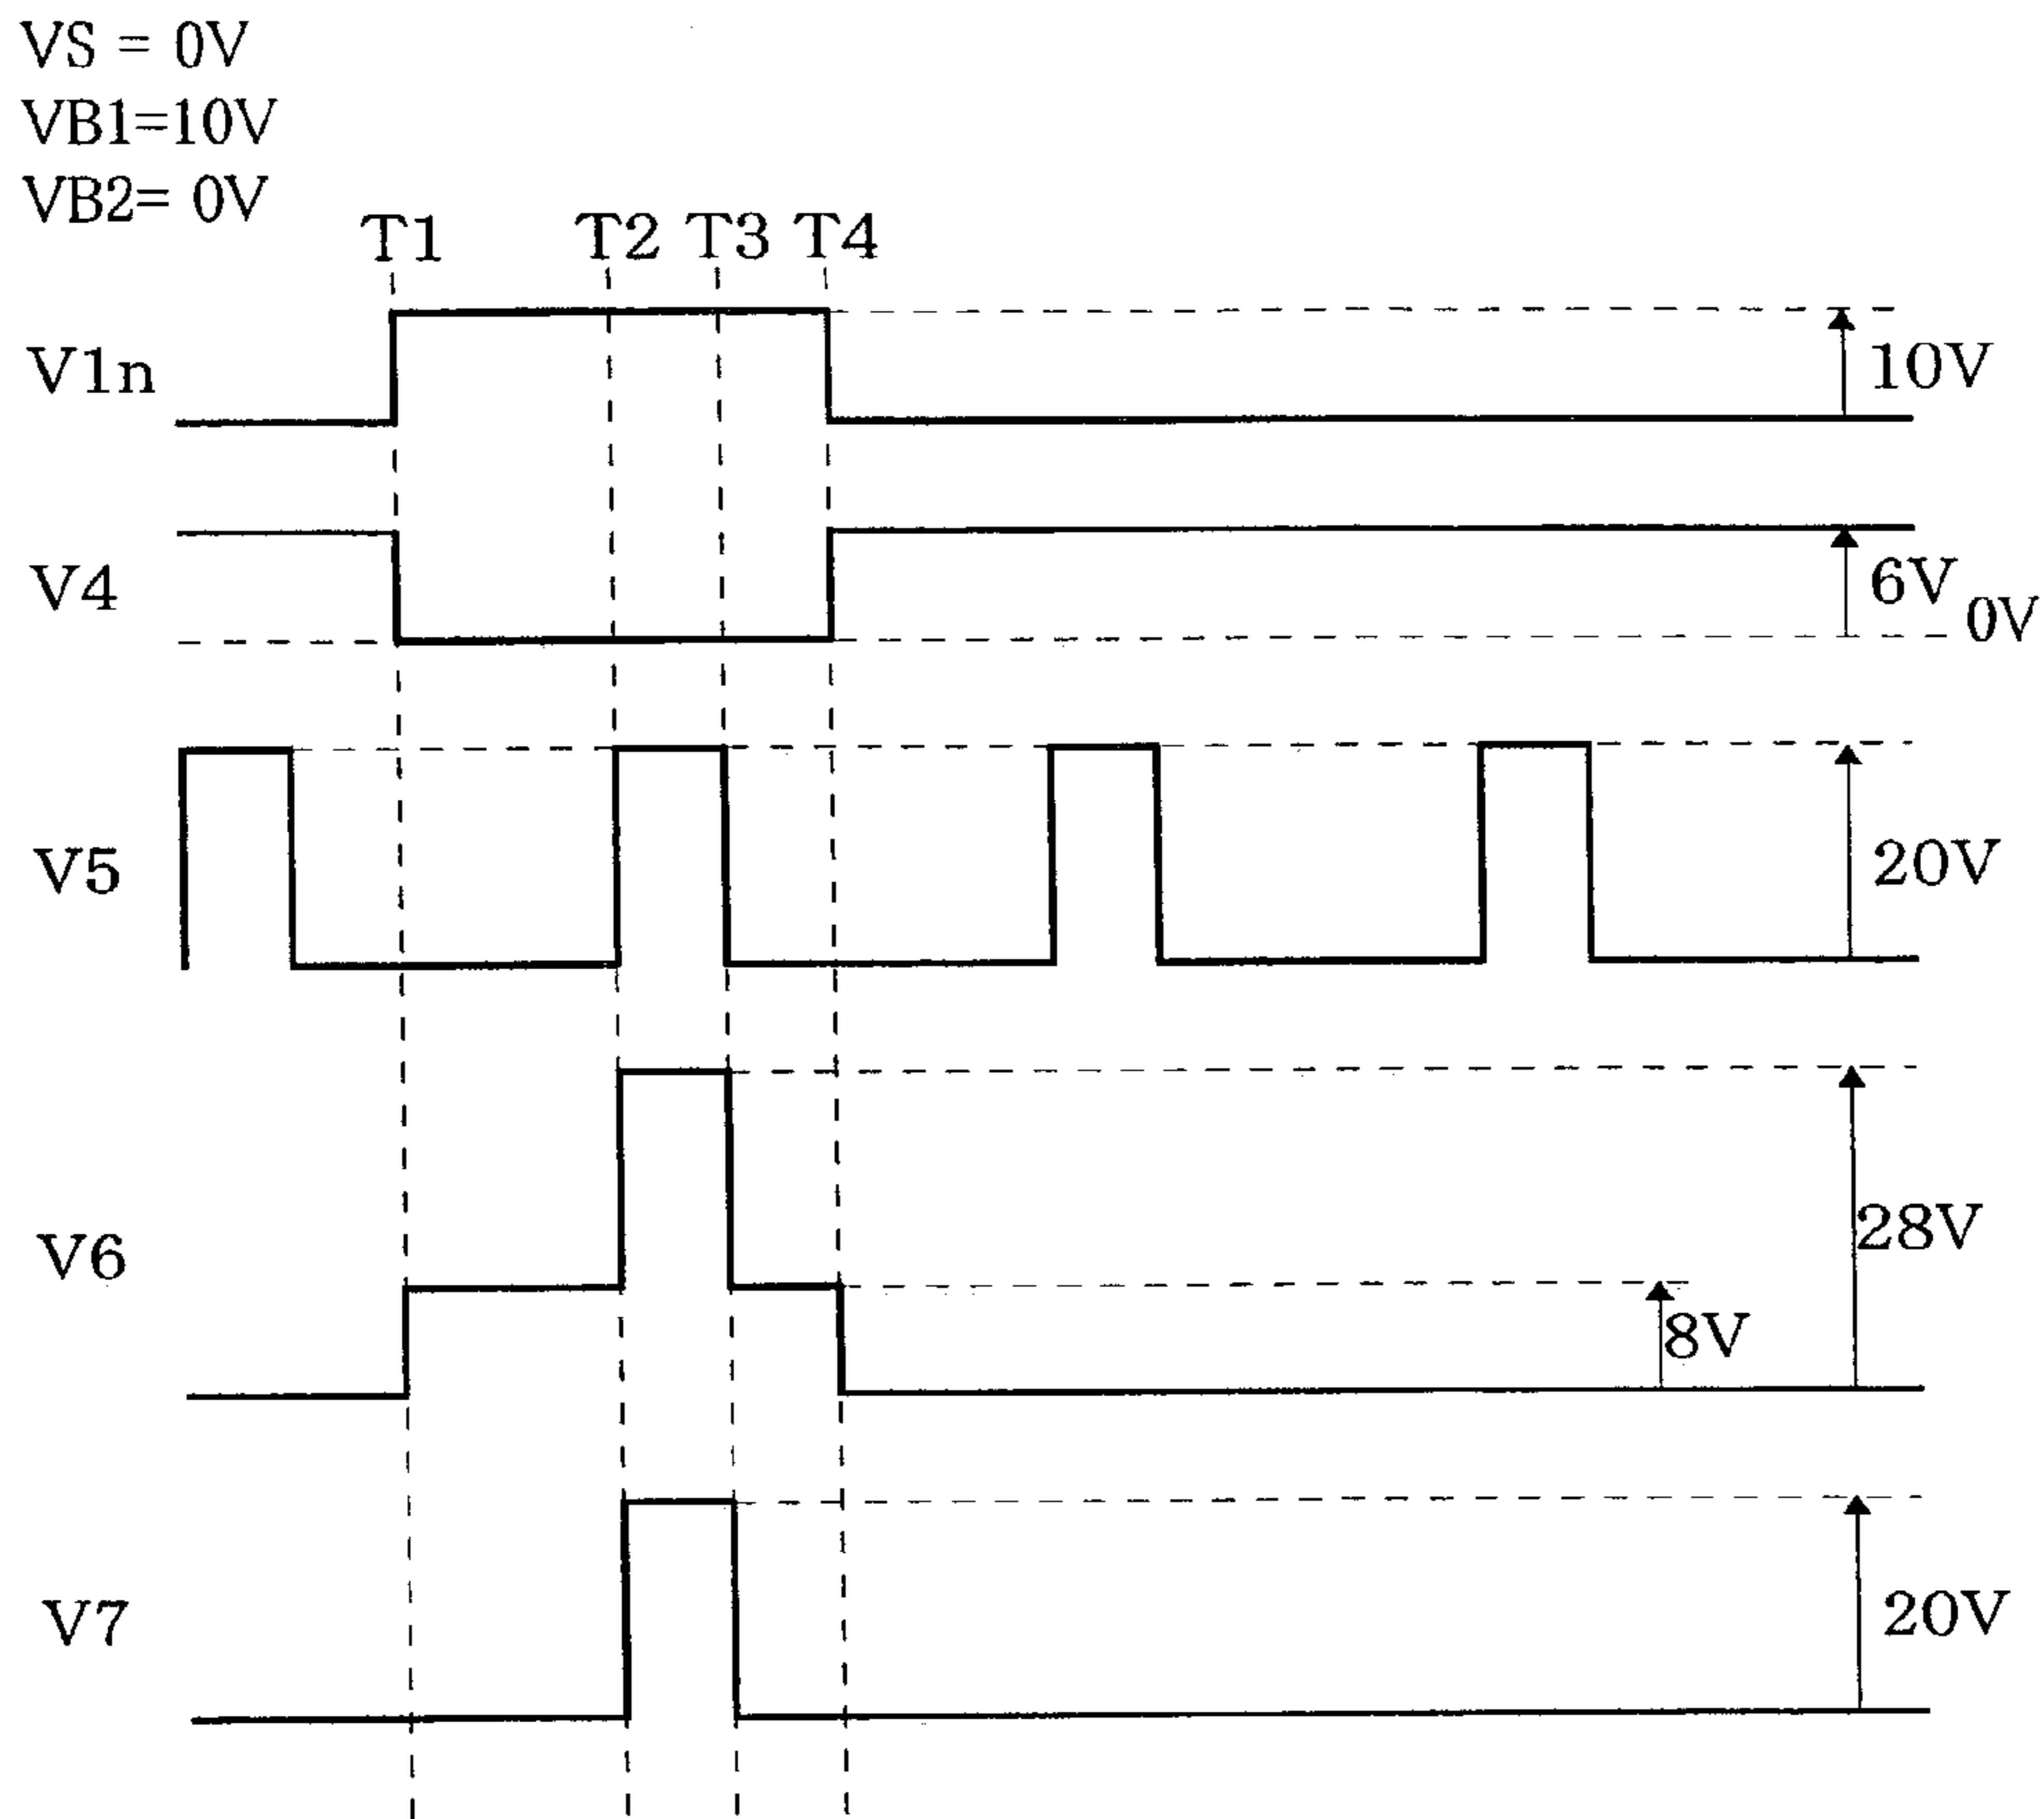 VS = 0V
VB1=10V
VB2= 0V
T1 T2 T3 T4
V1n 10V
V4 6V 0V
V5 20V
V6 28V
8V
V7 20V